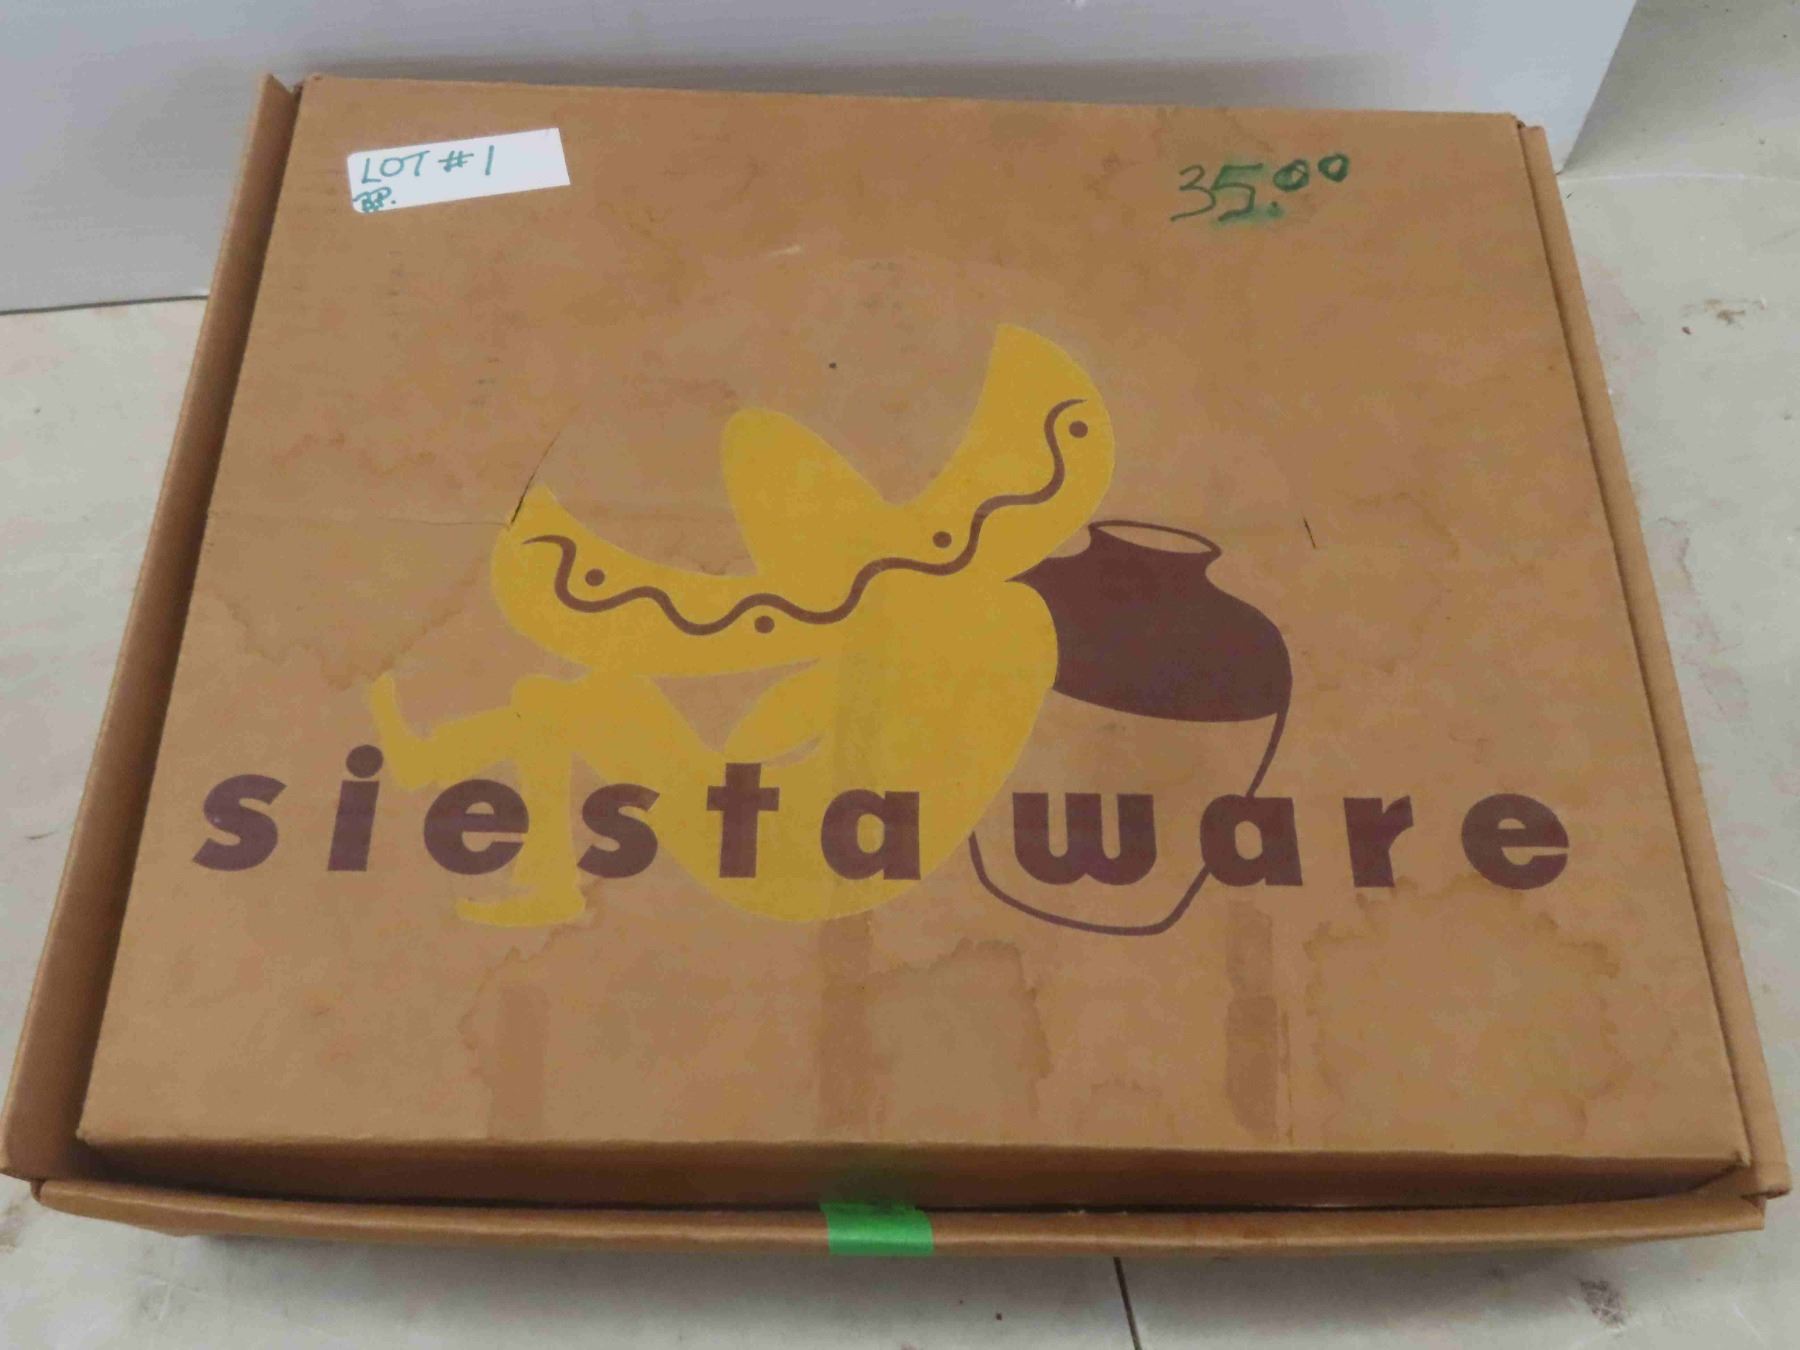 LOT #1
B.P.
35.00
siesta ware